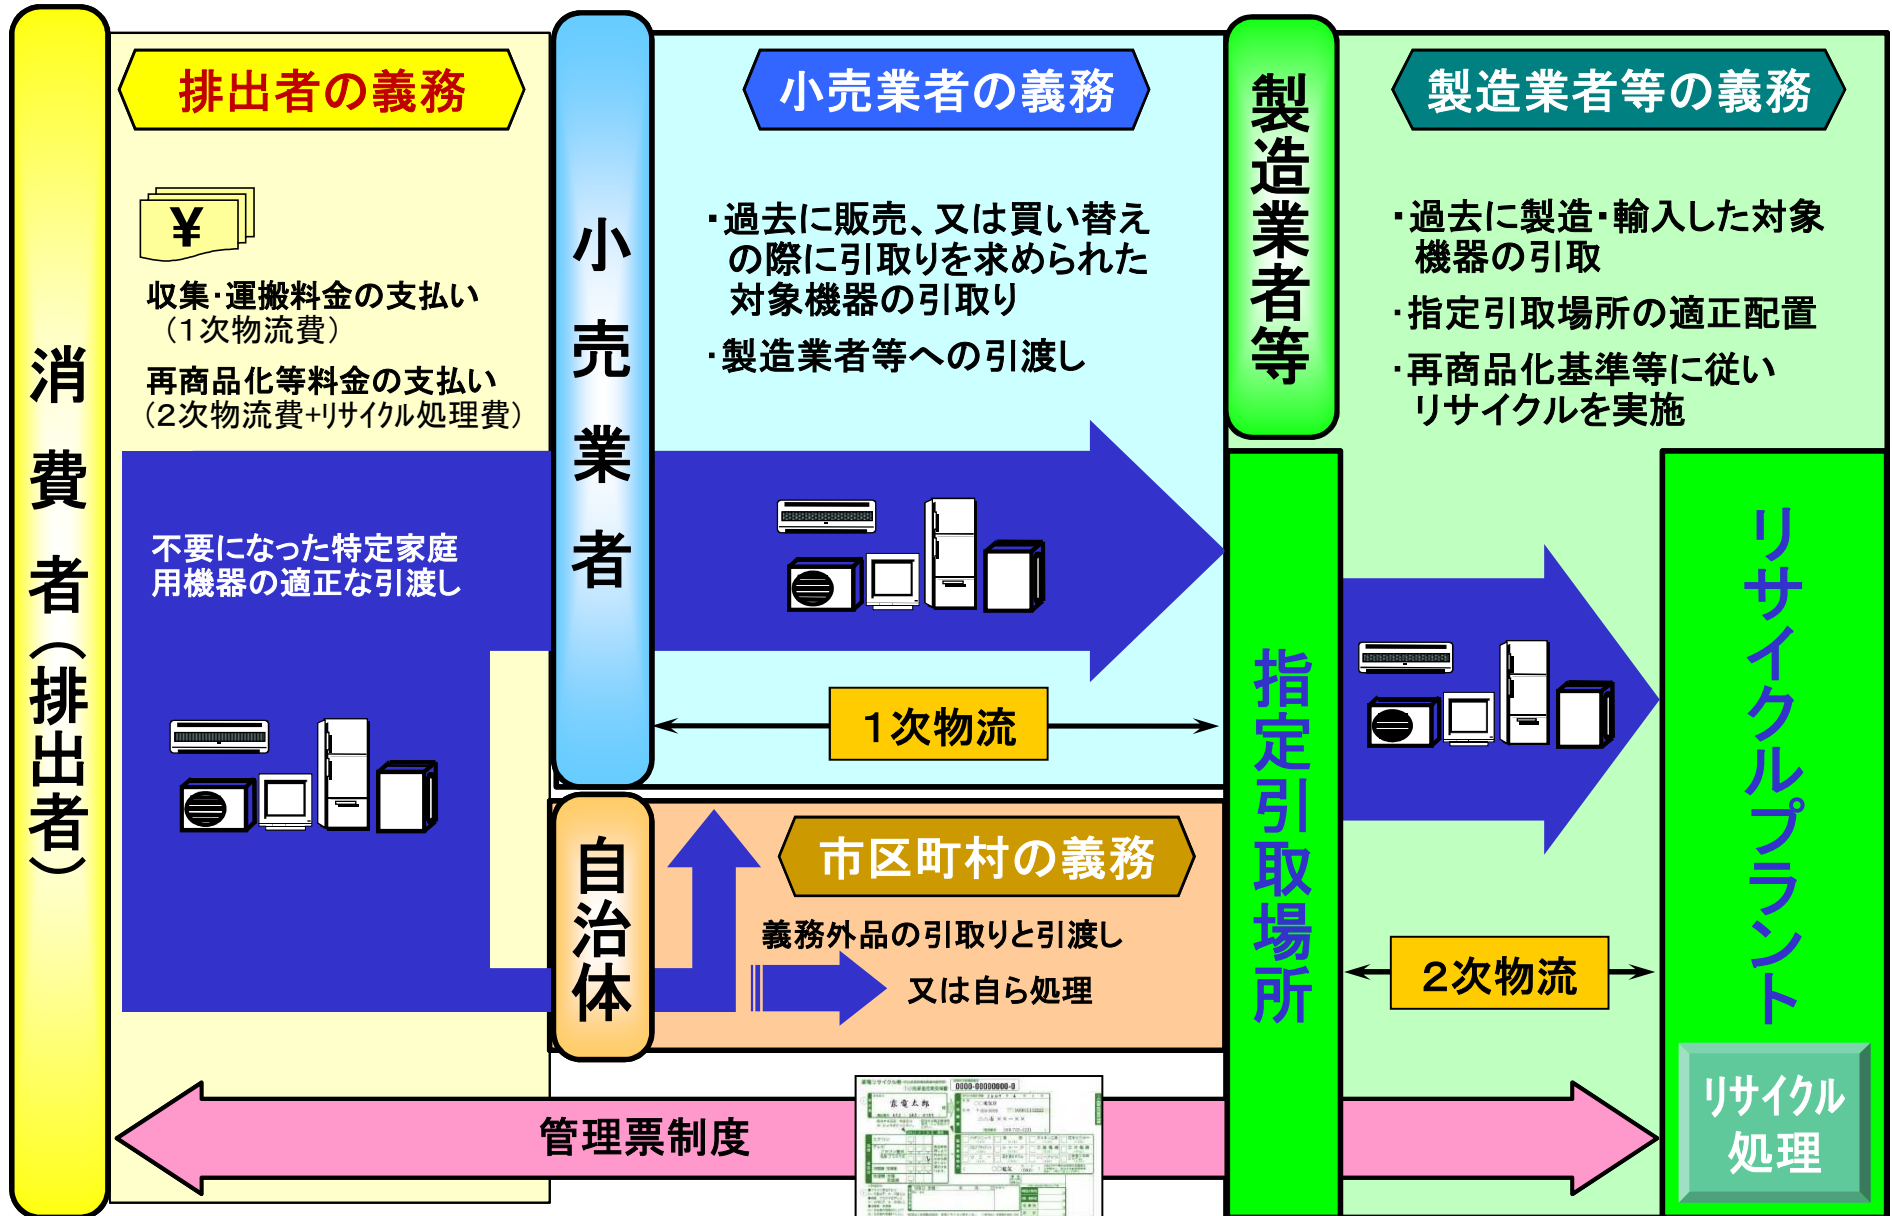 消費者（排出者）
排出者の義務
¥
収集・運搬料金の支払い
（１次物流費）
再商品化等料金の支払い
（２次物流費+リサイクル処理費）
不要になった特定家庭
用機器の適正な引渡し
小売業者
小売業者の義務
・過去に販売、又は買い替え
の際に引取りを求められた
対象機器の引取り
・製造業者等への引渡し
１次物流
自治体
市区町村の義務
義務外品の引取りと引渡し
又は自ら処理
製造業者等
製造業者等の義務
・過去に製造・輸入した対象
機器の引取
・指定引取場所の適正配置
・再商品化基準等に従い
リサイクルを実施
指定引取場所
２次物流
リサイクルプラント
リサイクル
処理
管理票制度
0000-00000000-0
家電太郎